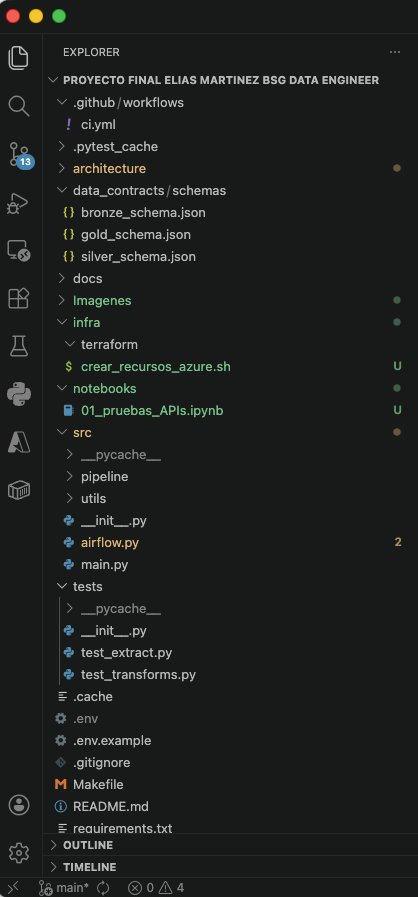 EXPLORER
PROYECTO FINAL ELIAS MARTINEZ BSG DATA ENGINEER
.github/workflows
! ci.yml
.pytest_cache
architecture
data_contracts/schemas
{} bronze_schema.json
{} gold_schema.json
{} silver_schema.json
docs
Imagenes
infra
terraform
$ crear_recursos_azure.sh U
notebooks
01_pruebas_APIs.ipynb U
src
__pycache__
pipeline
utils
__init__.py
airflow.py 2
main.py
tests
__pycache__
__init__.py
test_extract.py
test_transforms.py
.cache
.env
.env.example
.gitignore
M Makefile
README.md
requirements.txt
OUTLINE
TIMELINE
main* 0 4
13